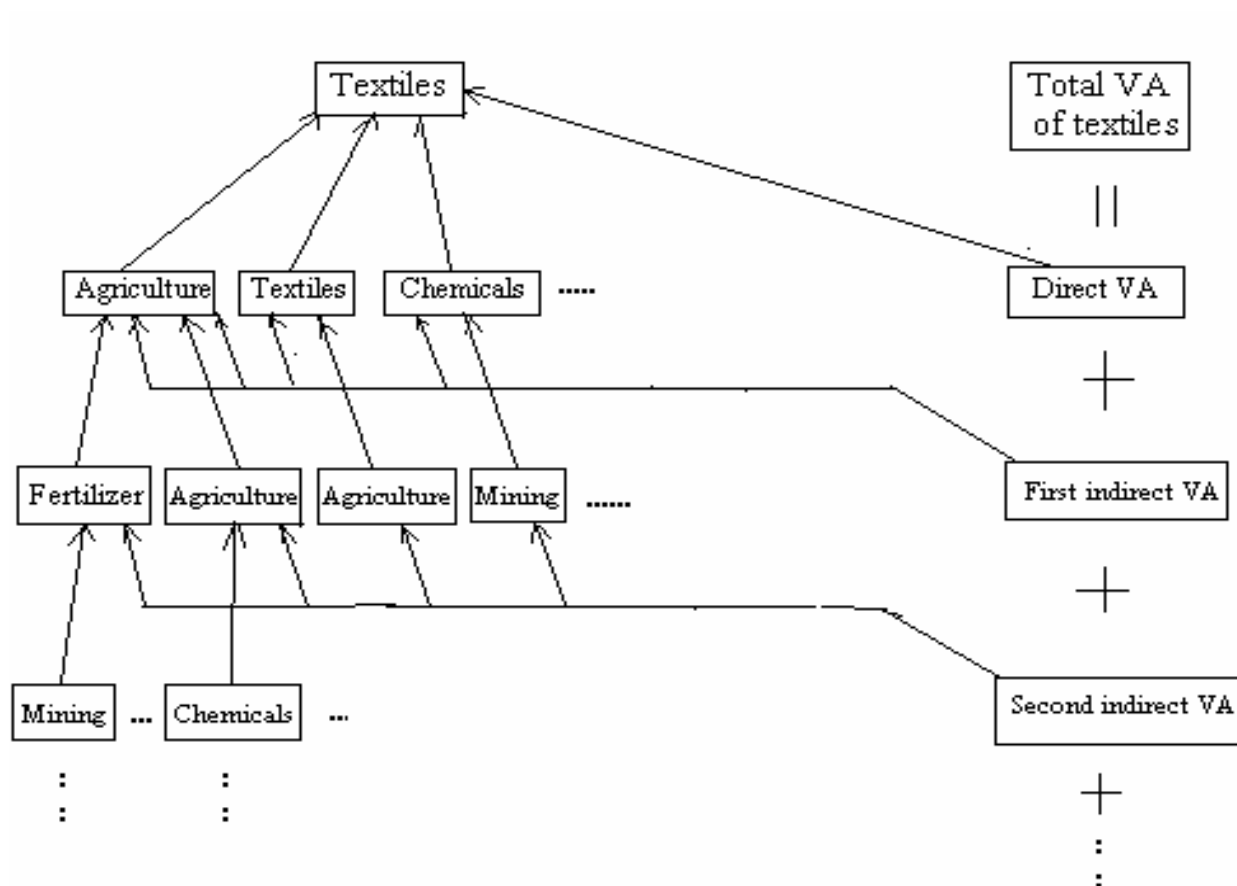 Textiles
Total VA
of textiles
||
Agriculture
Textiles
Chemicals
.....
Direct VA
+
Fertilizer
Agriculture
Agriculture
Mining
......
First indirect VA
+
Mining
...
Chemicals
...
Second indirect VA
:
:
:
:
+
:
: